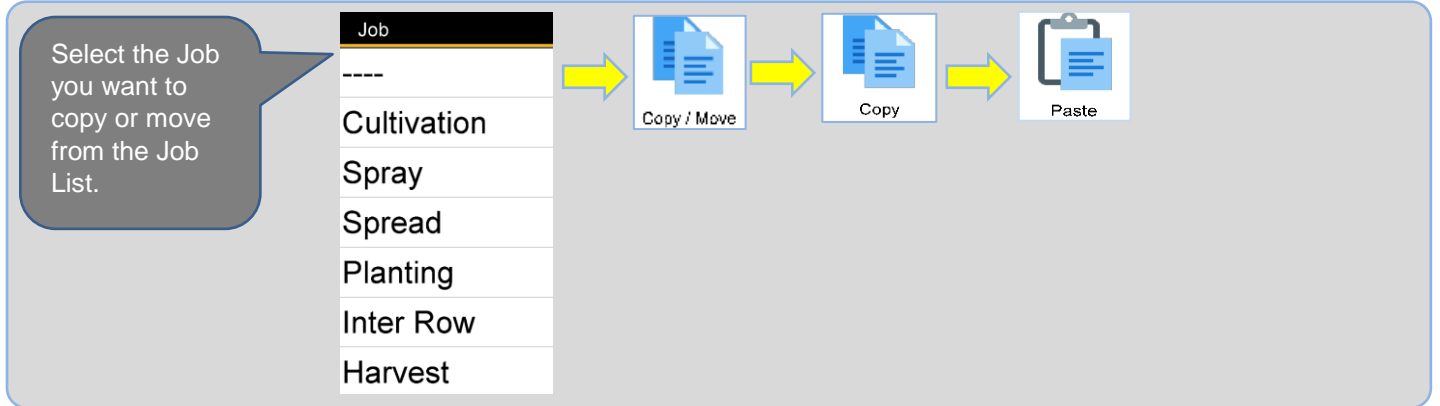 Select the Job
you want to
copy or move
from the Job
List.
Job
----
Cultivation
Spray
Spread
Planting
Inter Row
Harvest
Copy / Move
Copy
Paste